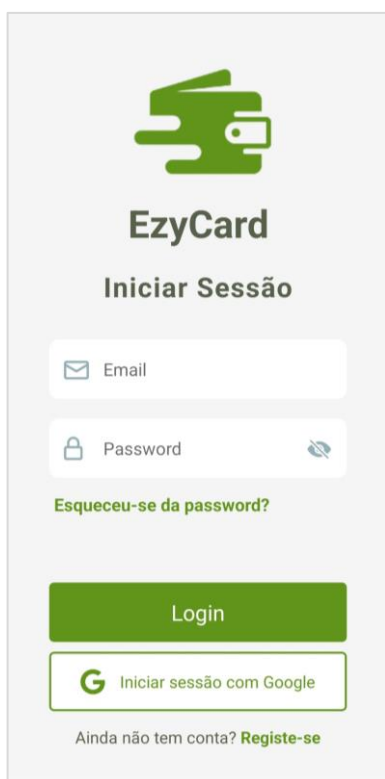 EzyCard
Iniciar Sessão
Email
Password
Esqueceu-se da password?
Login
G Iniciar sessão com Google
Ainda não tem conta? Registe-se